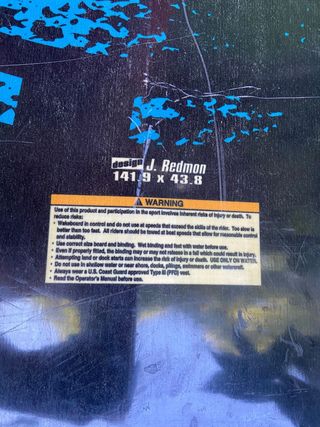 design J. Redmon
141.9 x 43.8
WARNING
Use of this product and participation in the sport involves inherent risks of injury or death. To
reduce risks:
• Wakeboard in control and do not use at speeds that exceed the skills of the rider. Too slow is
better than too fast. All riders should be towed at boat speeds that allow for reasonable control
and stability.
• Use correct size board and binding. Wet binding and feet with water before use.
• Even if properly fitted, the binding may or may not release in a fall which could result in injury.
• Attempting land or dock starts can increase the risk of injury or death. USE ONLY ON WATER.
• Do not use in shallow water or near shore, docks, pilings, swimmers or other watercraft.
• Always wear a U.S. Coast Guard approved Type III (PFD) vest.
• Read the Operator's Manual before use.